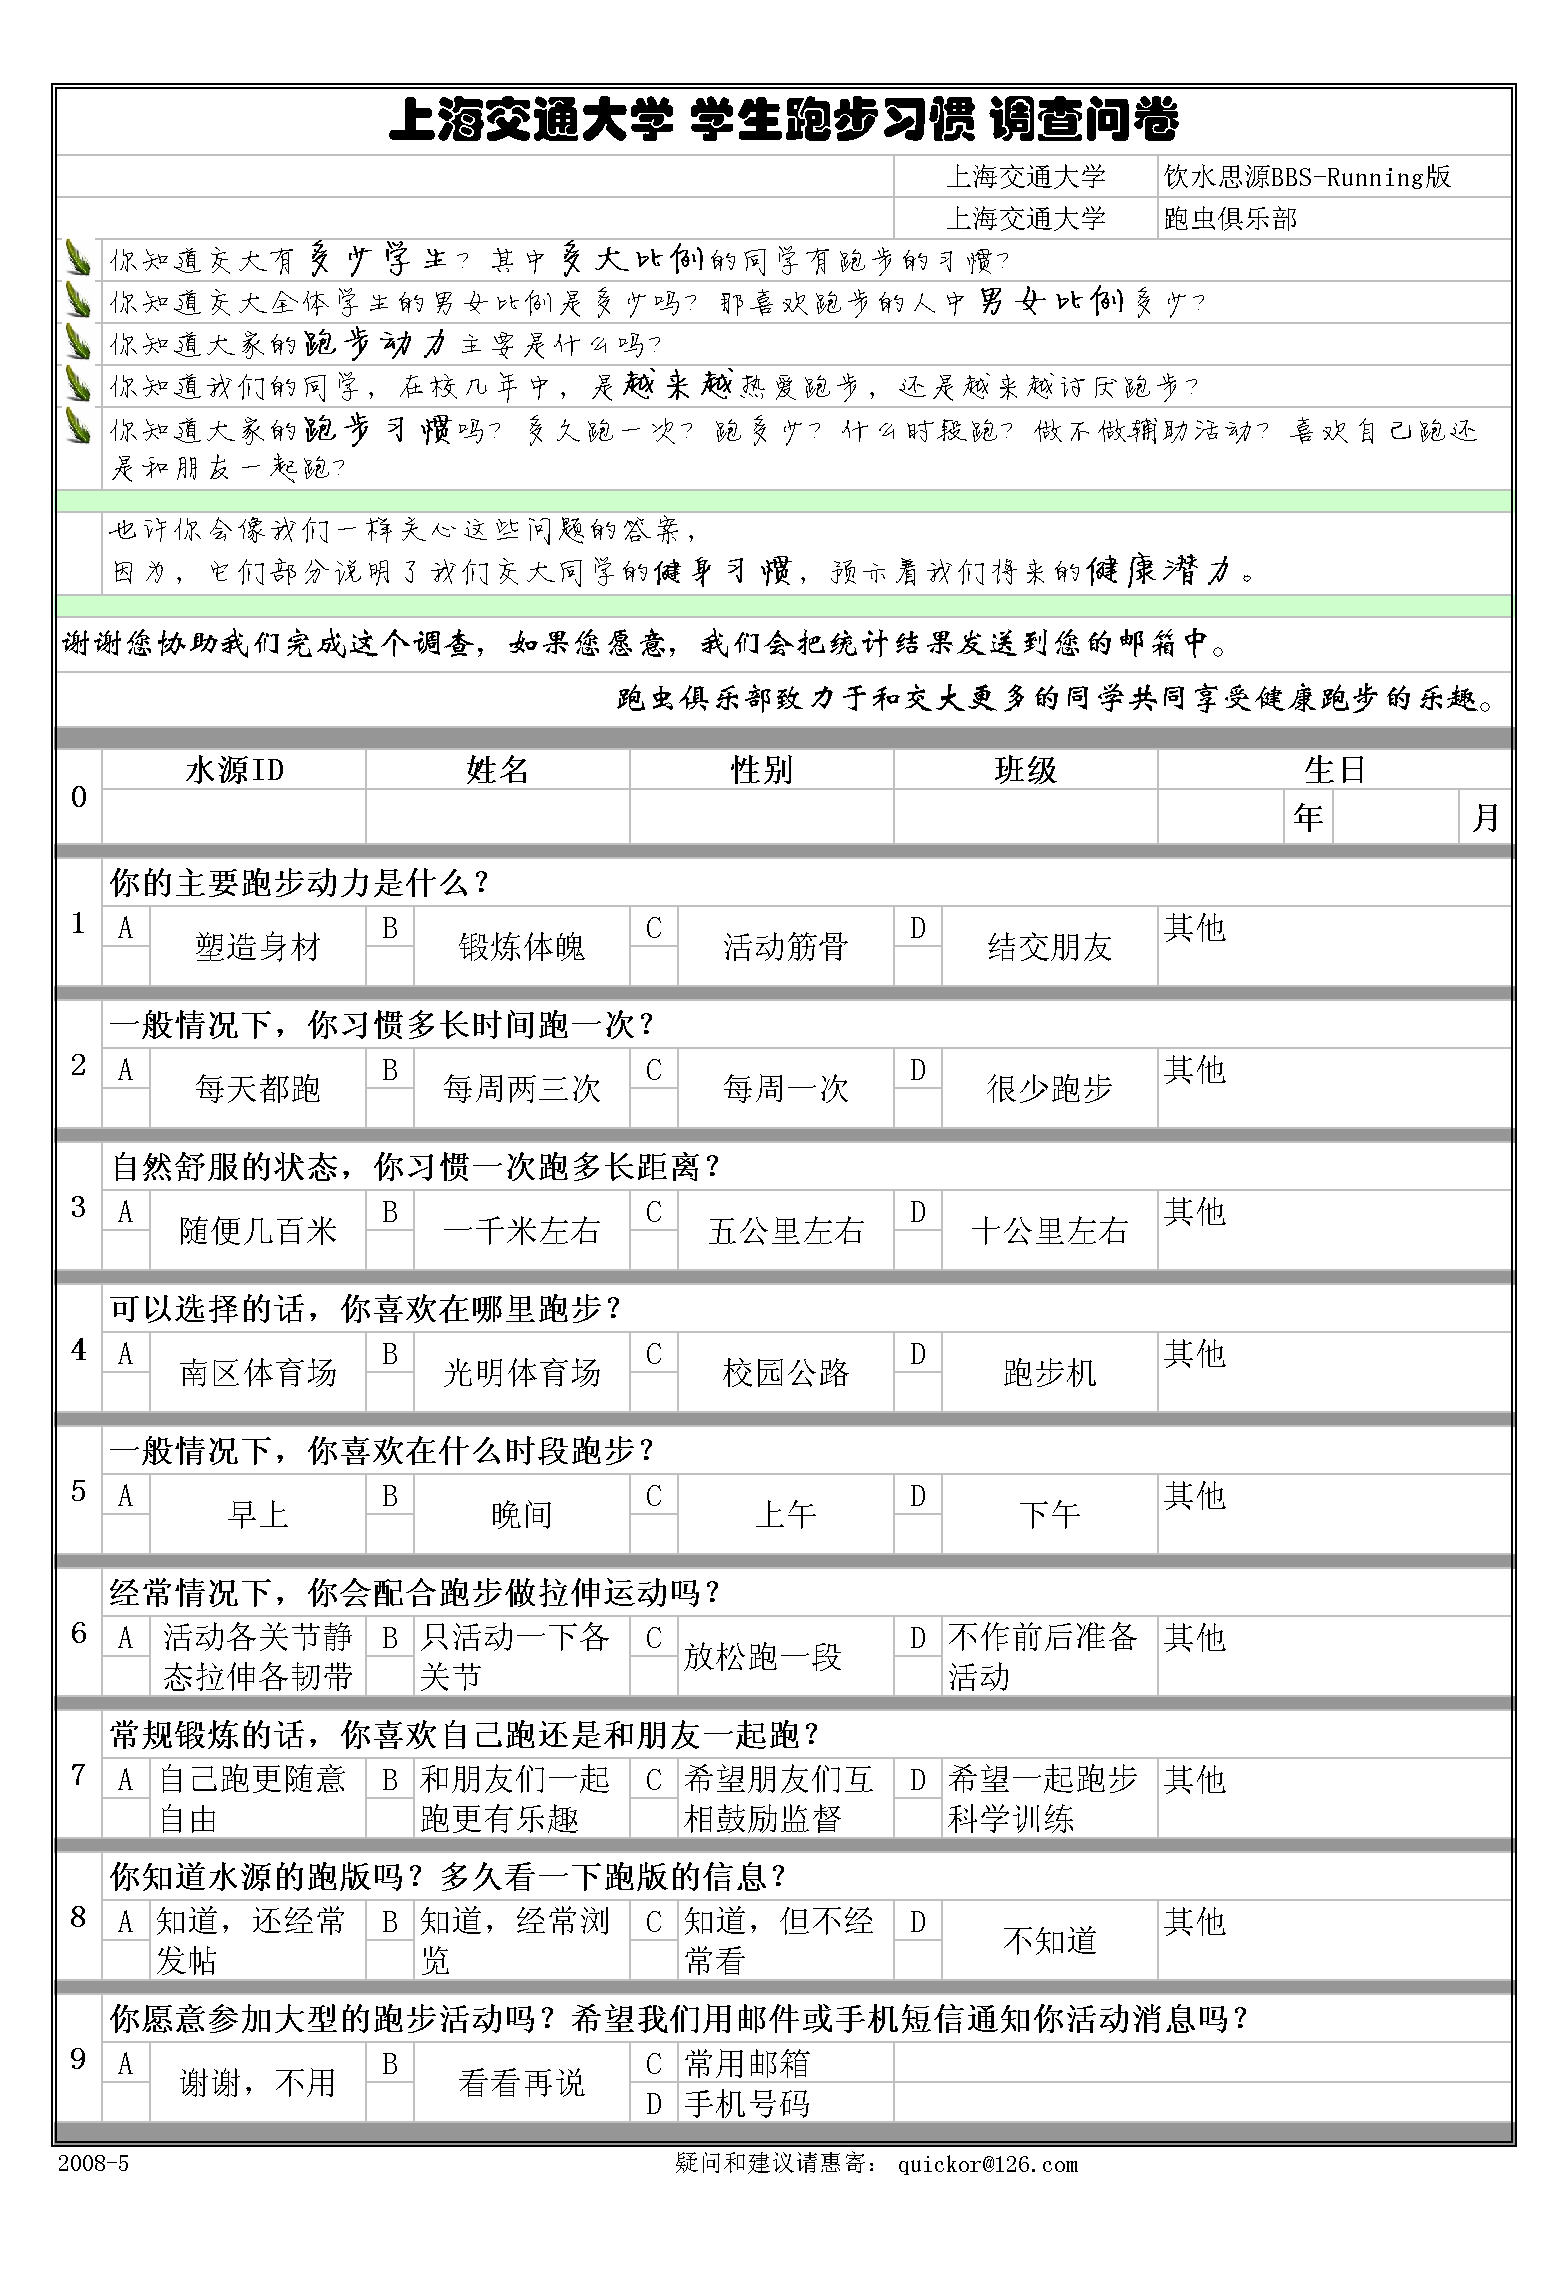 上海交通大学 学生跑步习惯 调查问卷
上海交通大学 饮水思源BBS-Running版
上海交通大学 跑虫俱乐部
你知道交大有多少学生？其中多大比例的同学有跑步的习惯？
你知道交大全体学生的男女比例是多少吗？那喜欢跑步的人中男女比例多少？
你知道大家的跑步动力主要是什么吗？
你知道我们的同学，在校几年中，是越来越热爱跑步，还是越来越讨厌跑步？
你知道大家的跑步习惯吗？多久跑一次？跑多少？什么时段跑？做不做辅助活动？喜欢自己跑还
是和朋友一起跑？
也许你会像我们一样关心这些问题的答案，
因为，它们部分说明了我们交大同学的健身习惯，预示着我们将来的健康潜力。
谢谢您协助我们完成这个调查，如果您愿意，我们会把统计结果发送到您的邮箱中。
跑虫俱乐部致力于和交大更多的同学共同享受健康跑步的乐趣。
0 水源ID 姓名 性别 班级 生日
年 月
你的主要跑步动力是什么？
1 A 塑造身材 B 锻炼体魄 C 活动筋骨 D 结交朋友 其他
一般情况下，你习惯多长时间跑一次？
2 A 每天都跑 B 每周两三次 C 每周一次 D 很少跑步 其他
自然舒服的状态，你习惯一次跑多长距离？
3 A 随便几百米 B 一千米左右 C 五公里左右 D 十公里左右 其他
可以选择的话，你喜欢在哪里跑步？
4 A 南区体育场 B 光明体育场 C 校园公路 D 跑步机 其他
一般情况下，你喜欢在什么时段跑步？
5 A 早上 B 晚间 C 上午 D 下午 其他
经常情况下，你会配合跑步做拉伸运动吗？
6 A 活动各关节静 B 只活动一下各 C 放松跑一段 D 不作前后准备 其他
态拉伸各韧带 关节 活动
常规锻炼的话，你喜欢自己跑还是和朋友一起跑？
7 A 自己跑更随意 B 和朋友们一起 C 希望朋友们互 D 希望一起跑步 其他
自由 跑更有乐趣 相鼓励监督 科学训练
你知道水源的跑版吗？多久看一下跑版的信息？
8 A 知道，还经常 B 知道，经常浏 C 知道，但不经 D 不知道 其他
发帖 览 常看
你愿意参加大型的跑步活动吗？希望我们用邮件或手机短信通知你活动消息吗？
9 A 谢谢，不用 B 看看再说 C 常用邮箱
D 手机号码
2008-5 疑问和建议请惠寄： quickor@126.com